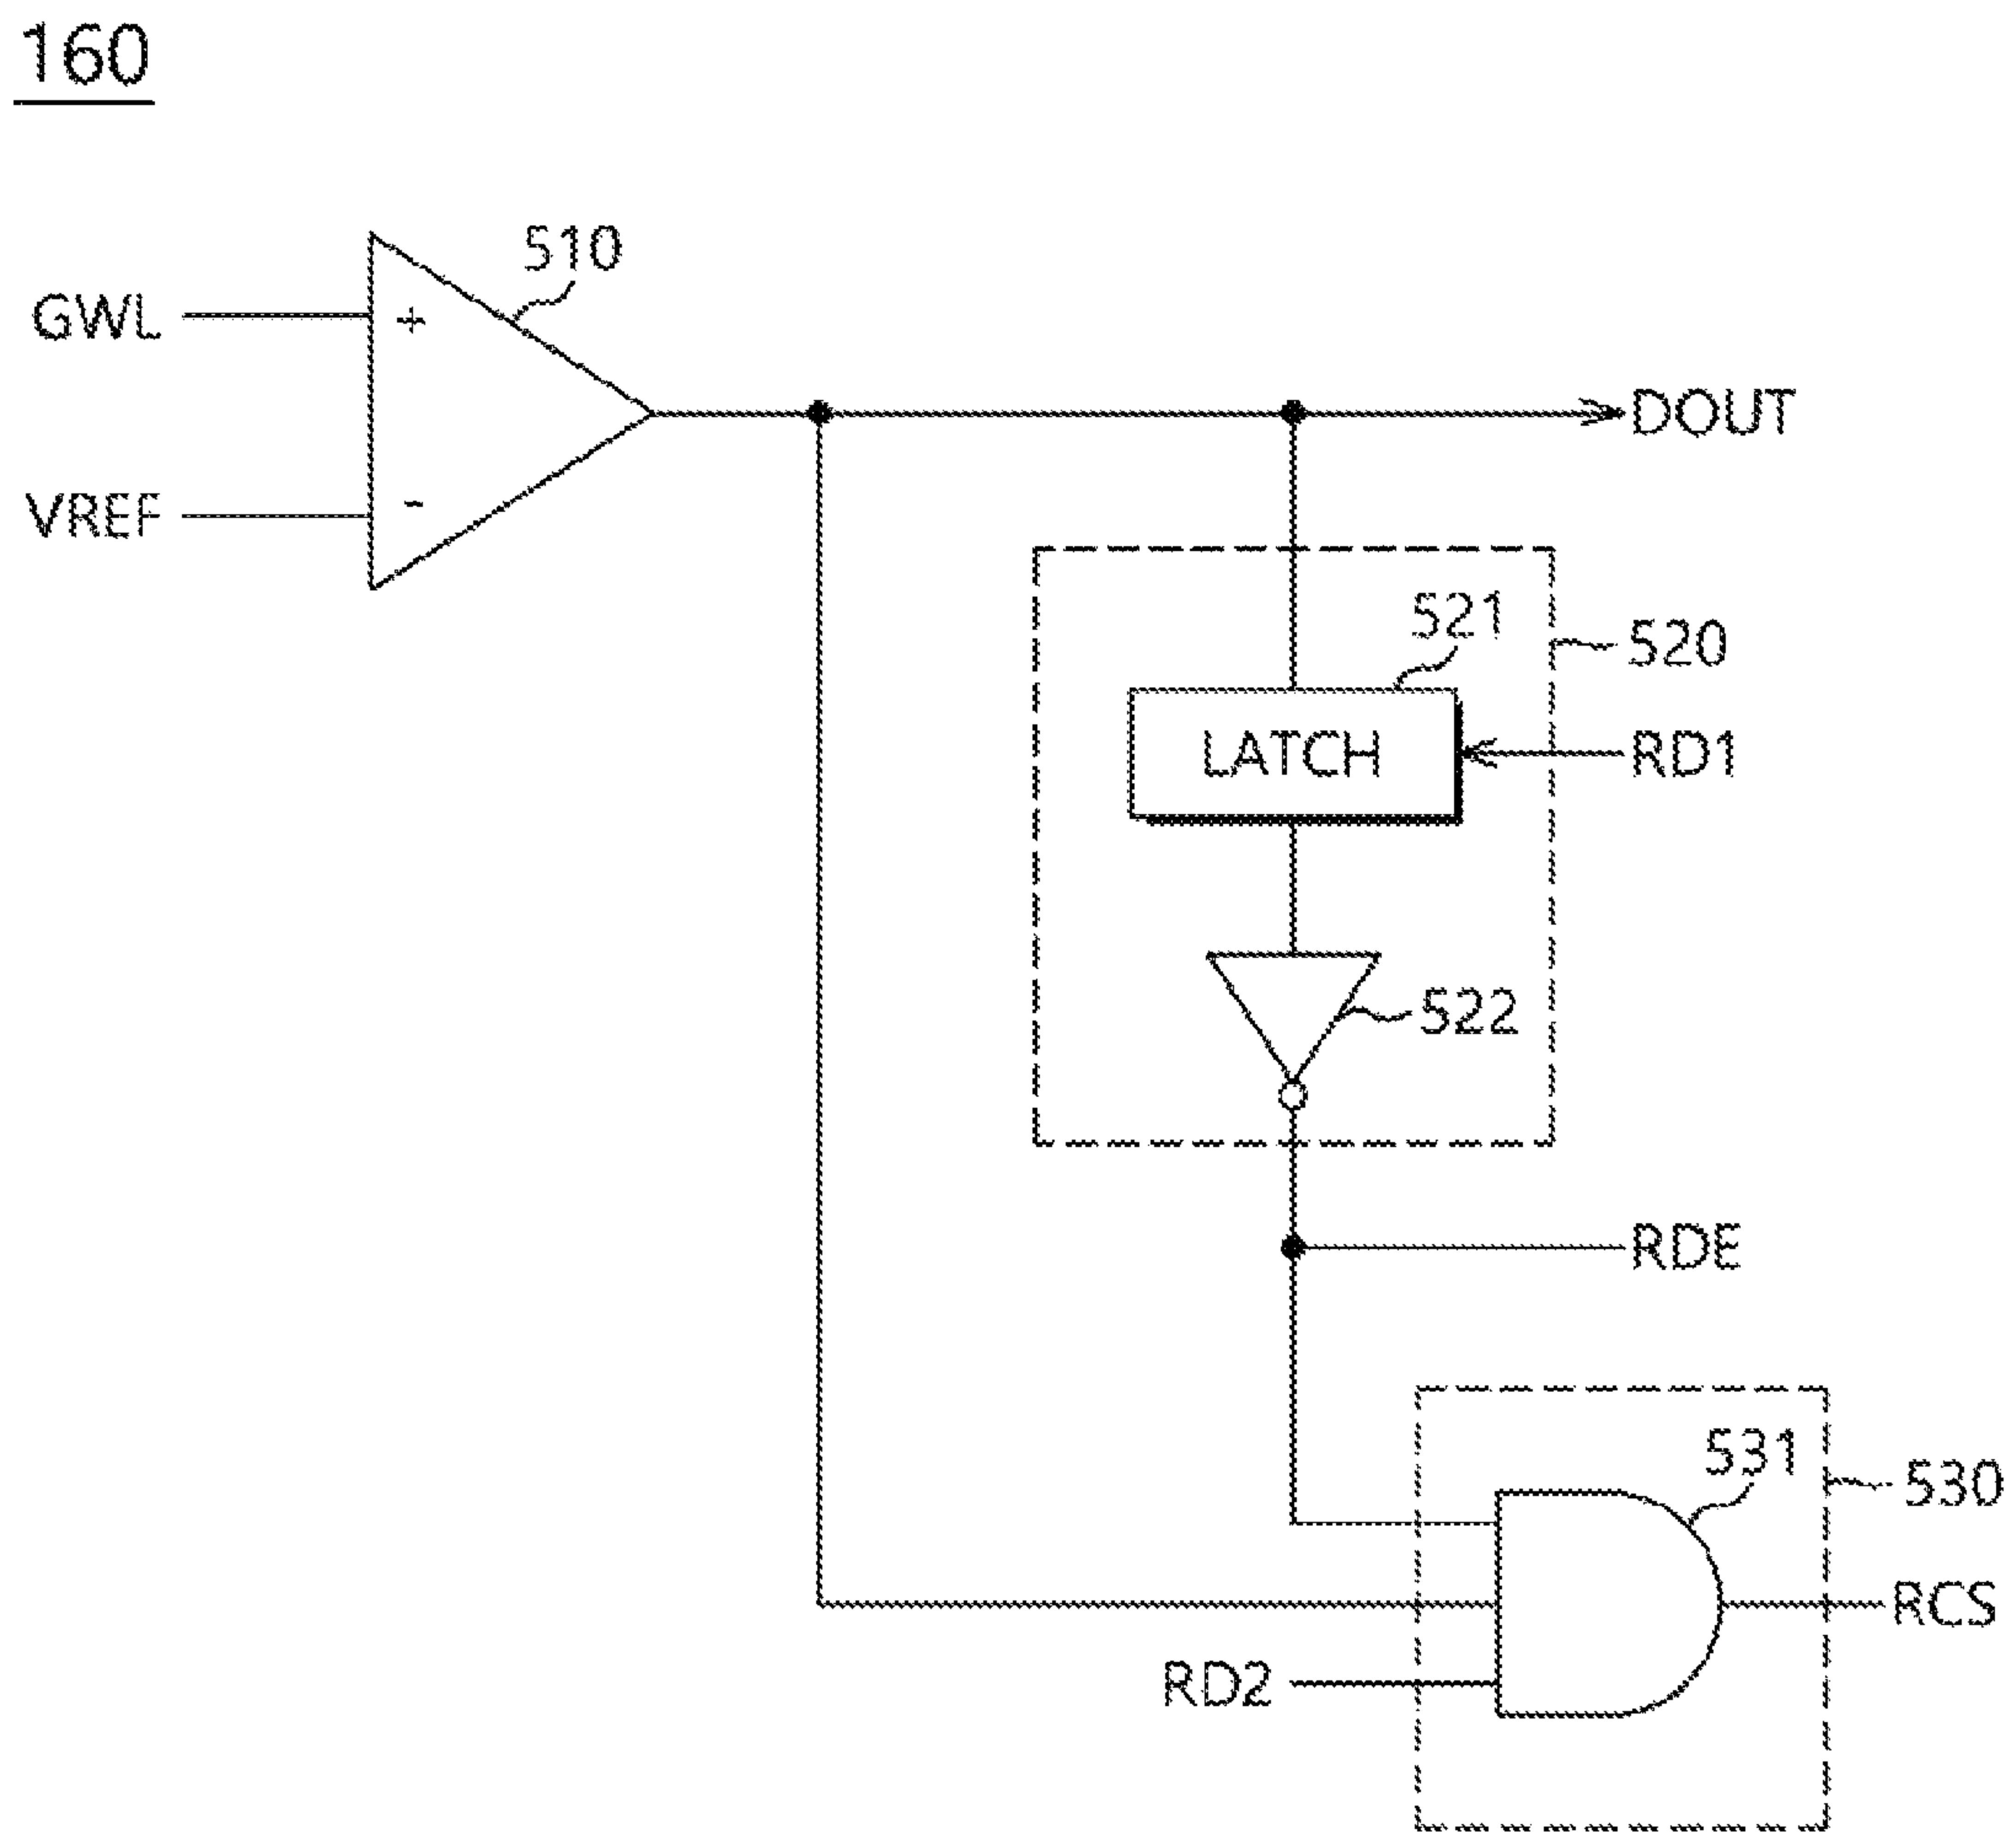 160
510
GWL
+
DOUT
VREF
-
521
520
LATCH
RD1
522
RDE
531
530
RCS
RD2